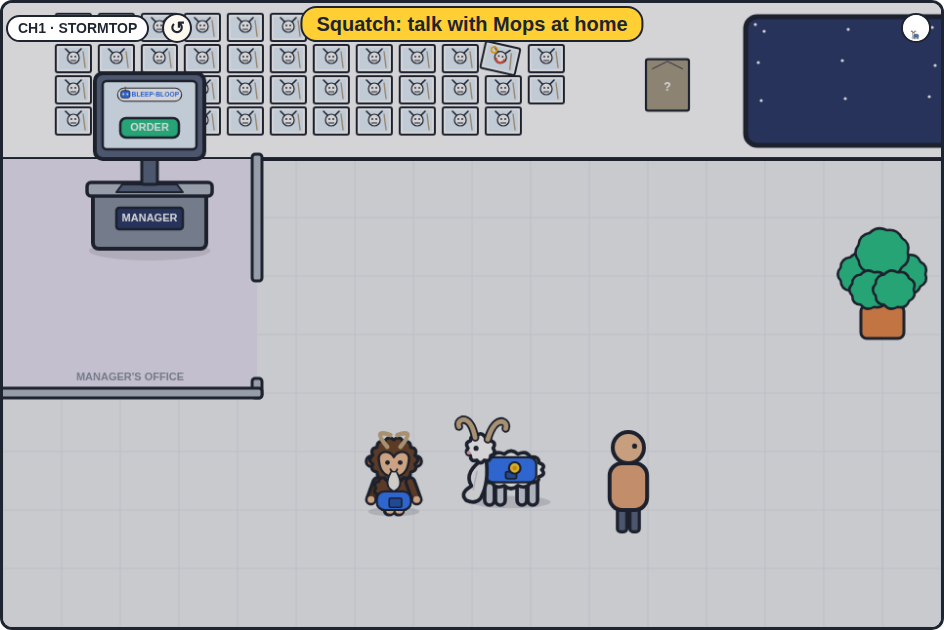 CH1 · STORMTOP
↺
Squatch: talk with Mops at home
BLEEP-BLOOP
ORDER
?
MANAGER
MANAGER'S OFFICE